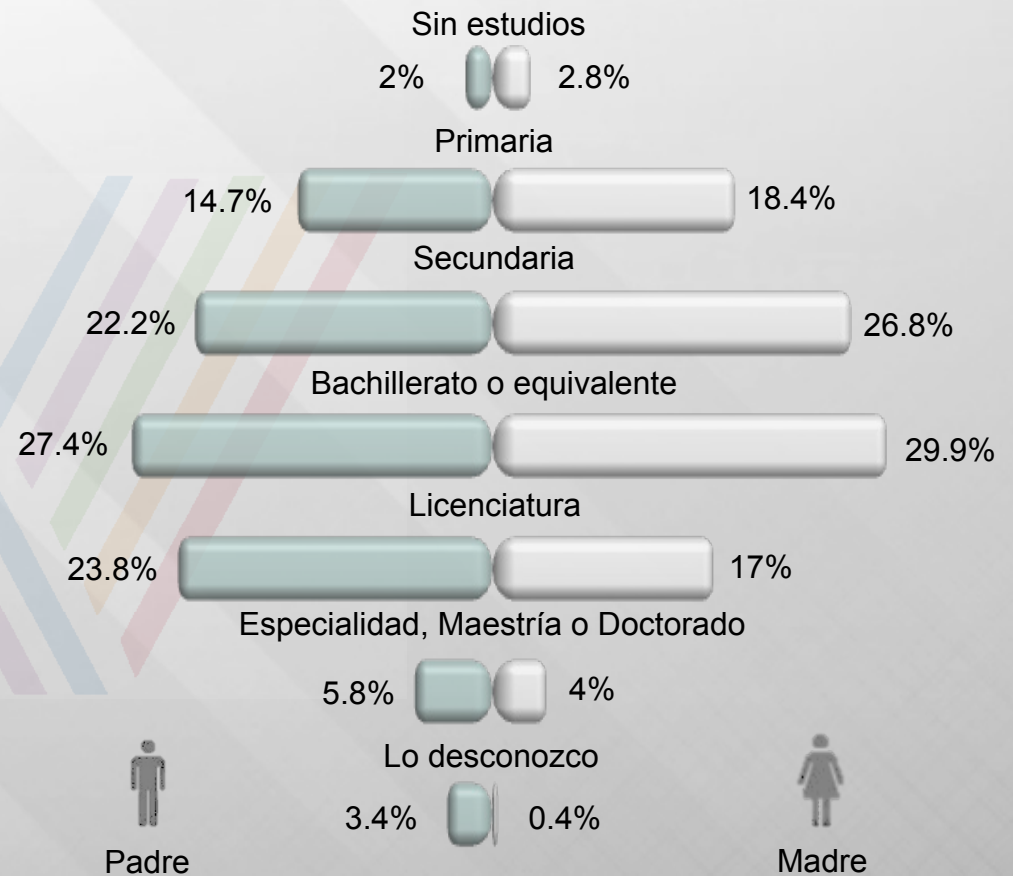 Sin estudios
2% 2.8%
Primaria
14.7% 18.4%
Secundaria
22.2% 26.8%
Bachillerato o equivalente
27.4% 29.9%
Licenciatura
23.8% 17%
Especialidad, Maestría o Doctorado
5.8% 4%
Lo desconozco
3.4% 0.4%
Padre Madre